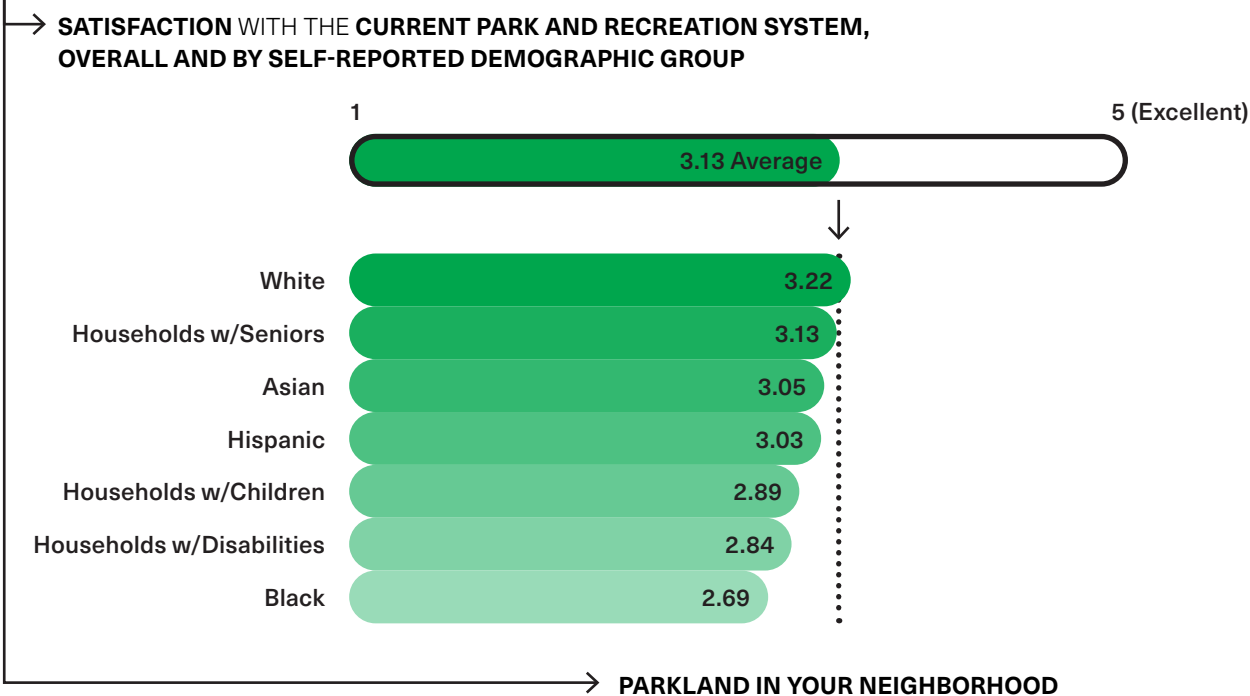 SATISFACTION WITH THE CURRENT PARK AND RECREATION SYSTEM,
OVERALL AND BY SELF-REPORTED DEMOGRAPHIC GROUP
1 5 (Excellent)
3.13 Average
White 3.22
Households w/Seniors 3.13
Asian 3.05
Hispanic 3.03
Households w/Children 2.89
Households w/Disabilities 2.84
Black 2.69
PARKLAND IN YOUR NEIGHBORHOOD